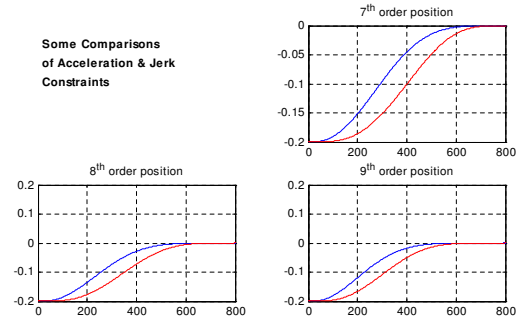 Some Comparisons
of Acceleration & Jerk
Constraints
7th order position
0
-0.05
-0.1
-0.15
-0.2
0 200 400 600 800
8th order position
0.2
0.1
0
-0.1
-0.2
0 200 400 600 800
9th order position
0.2
0.1
0
-0.1
-0.2
0 200 400 600 800